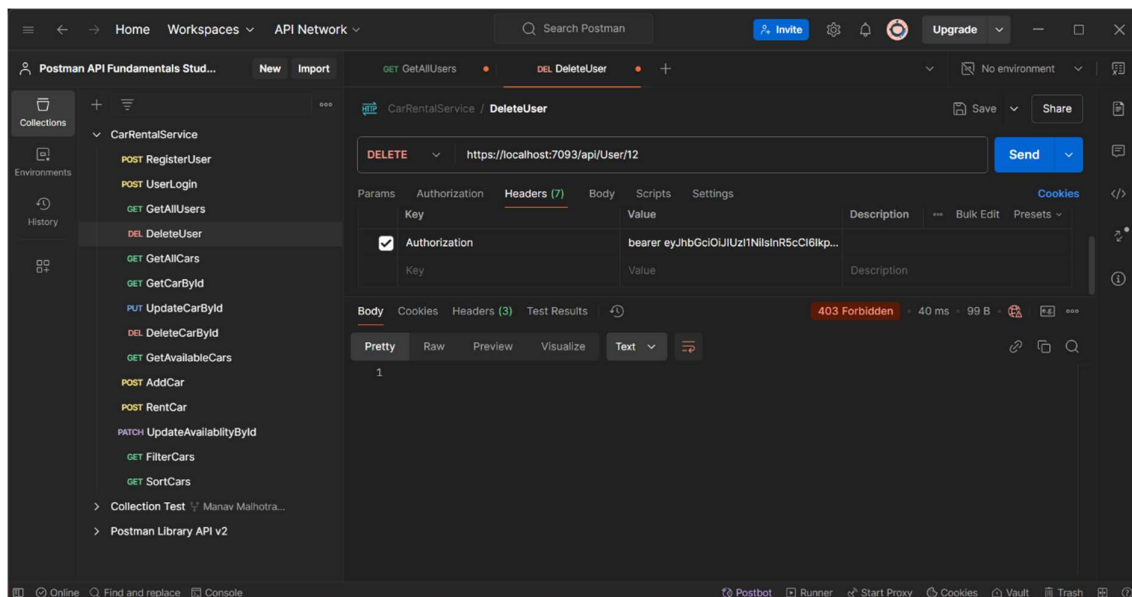 Home Workspaces API Network Search Postman Invite Upgrade
Postman API Fundamentals Stud... New Import GET GetAllUsers DEL DeleteUser No environment
Collections
Environments
History
CarRentalService
POST RegisterUser
POST UserLogin
GET GetAllUsers
DEL DeleteUser
GET GetAllCars
GET GetCarById
PUT UpdateCarById
DEL DeleteCarById
GET GetAvailableCars
POST AddCar
POST RentCar
PATCH UpdateAvailablityById
GET FilterCars
GET SortCars
Collection Test Manav Malhotra...
Postman Library API v2
HTTP CarRentalService / DeleteUser Save Share
DELETE https://localhost:7093/api/User/12 Send
Params Authorization Headers (7) Body Scripts Settings Cookies
Key Value Description Bulk Edit Presets
Authorization bearer eyJhbGciOiJIUzI1NiIsInR5cCI6Ikp...
Key Value Description
Body Cookies Headers (3) Test Results 403 Forbidden 40 ms 99 B
Pretty Raw Preview Visualize Text
1
Online Find and replace Console Postbot Runner Start Proxy Cookies Vault Trash